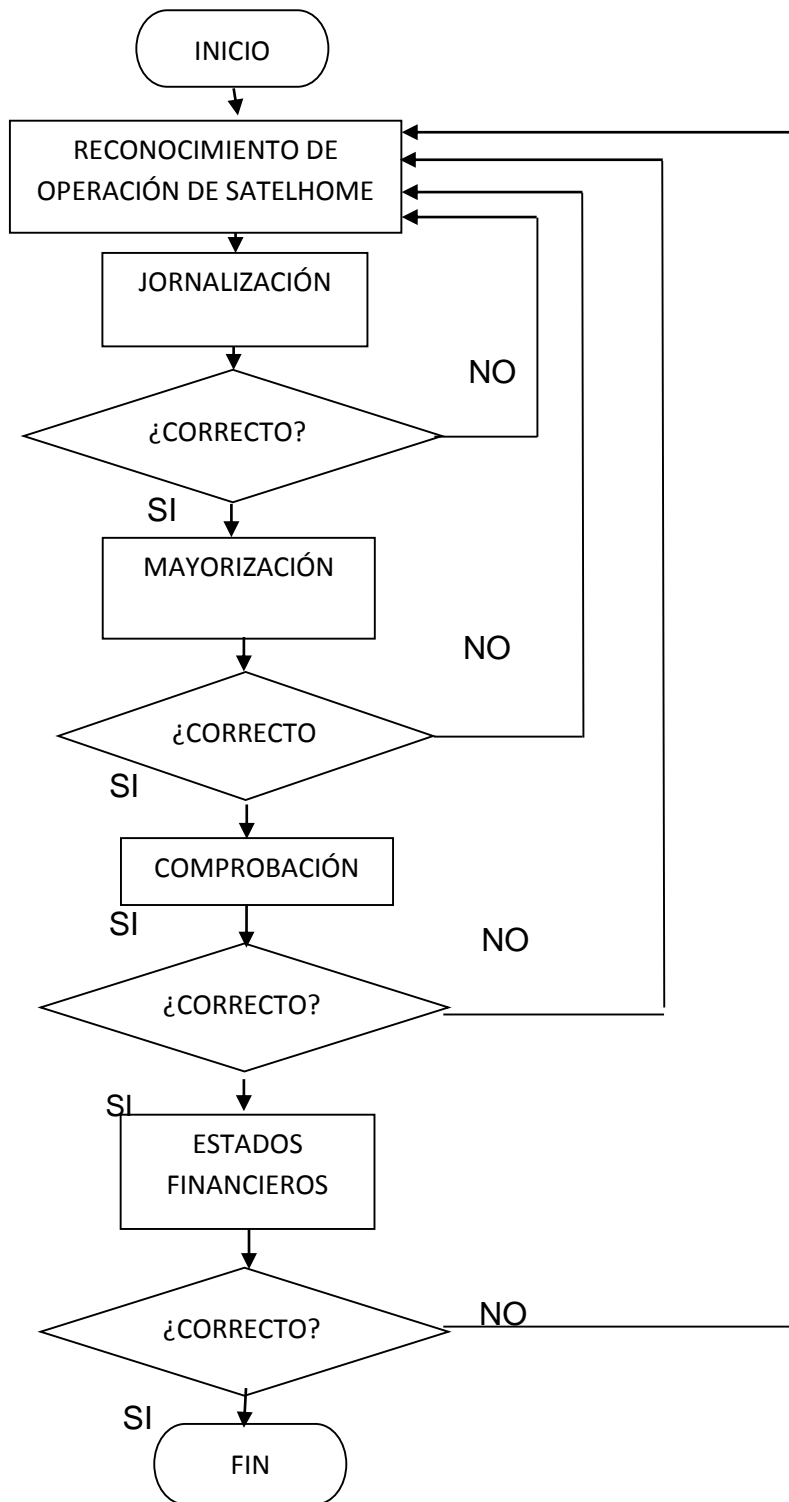 INICIO
RECONOCIMIENTO DE
OPERACIÓN DE SATELHOME
JORNALIZACIÓN
NO
¿CORRECTO?
SI
MAYORIZACIÓN
NO
¿CORRECTO
SI
COMPROBACIÓN
SI
NO
¿CORRECTO?
SI
ESTADOS
FINANCIEROS
NO
¿CORRECTO?
SI
FIN